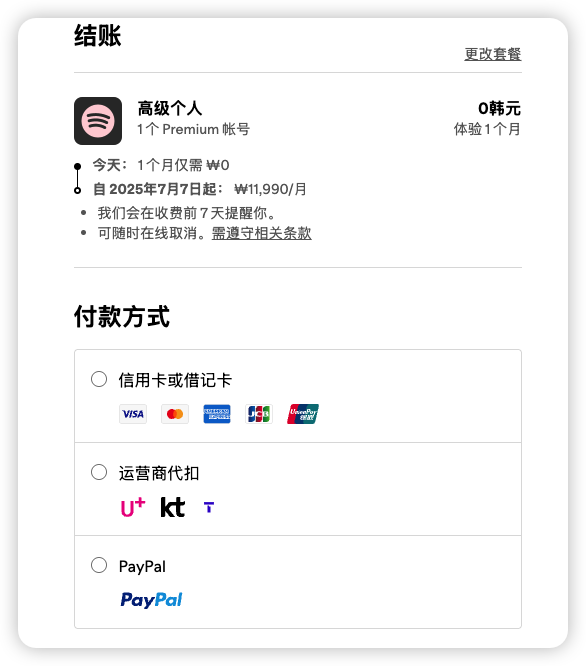 结账
更改套餐
高级个人
0韩元
1个 Premium 帐号
体验1个月
今天： 1个月仅需 ₩0
自 2025年7月7日起： ₩11,990/月
我们会在收费前 7 天提醒你。
可随时在线取消。需遵守相关条款
付款方式
信用卡或借记卡
VISA
AMERICAN EXPRESS
JCB
UnionPay 银联
运营商代扣
U+ kt T
PayPal
PayPal